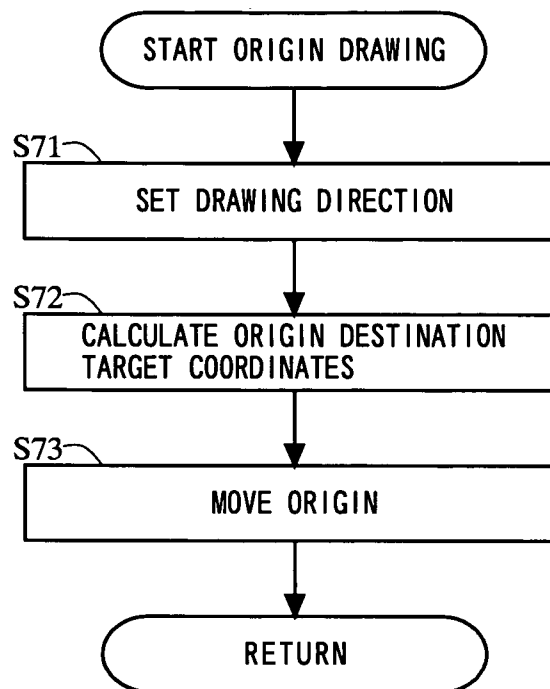 START ORIGIN DRAWING
S71
SET DRAWING DIRECTION
S72
CALCULATE ORIGIN DESTINATION
TARGET COORDINATES
S73
MOVE ORIGIN
RETURN